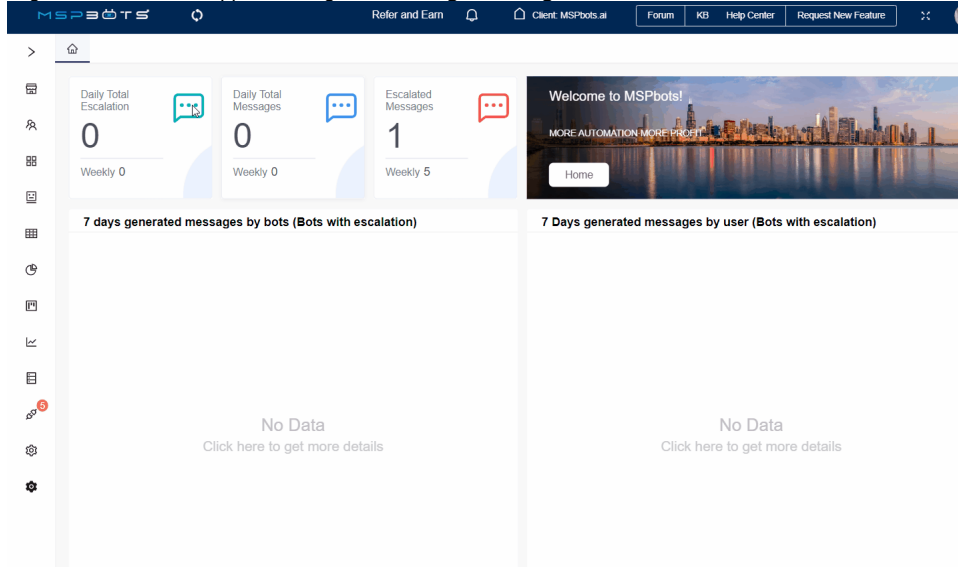 MSPBOTS
Refer and Earn
Client: MSPbots.ai
Forum
KB
Help Center
Request New Feature
Daily Total
Escalation
0
Weekly 0
Daily Total
Messages
0
Weekly 0
Escalated
Messages
1
Weekly 5
Welcome to MSPbots!
MORE AUTOMATION·MORE PROFIT
Home
7 days generated messages by bots (Bots with escalation)
7 Days generated messages by user (Bots with escalation)
No Data
Click here to get more details
No Data
Click here to get more details
5